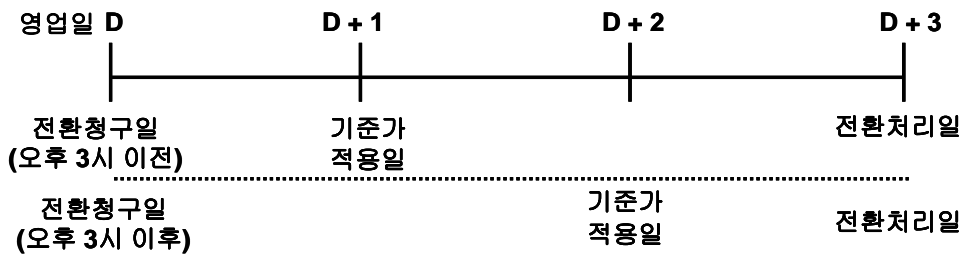 영업일 D D + 1 D + 2 D + 3
전환청구일 기준가 전환처리일
(오후 3시 이전) 적용일
전환청구일 기준가 전환처리일
(오후 3시 이후) 적용일